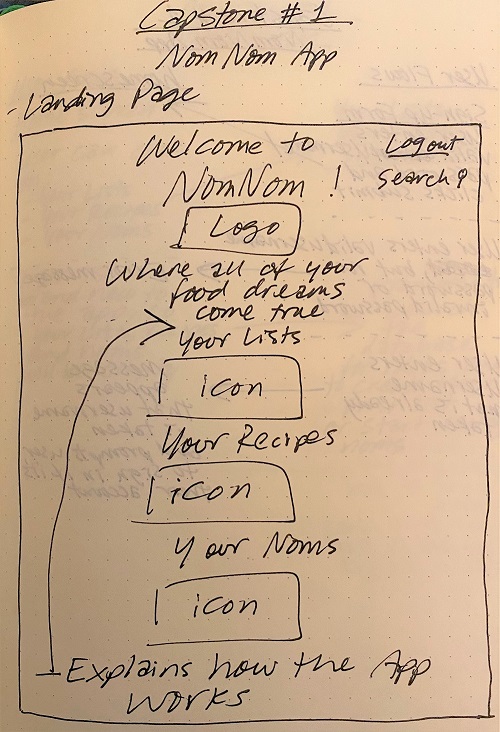 Capstone #1
Nom Nom App
- Landing Page
Welcome to
NomNom !
Logout
Search
Logo
Where all of your
food dreams
come true
Your Lists
icon
Your Recipes
icon
Your Noms
icon
Explains how the App
works